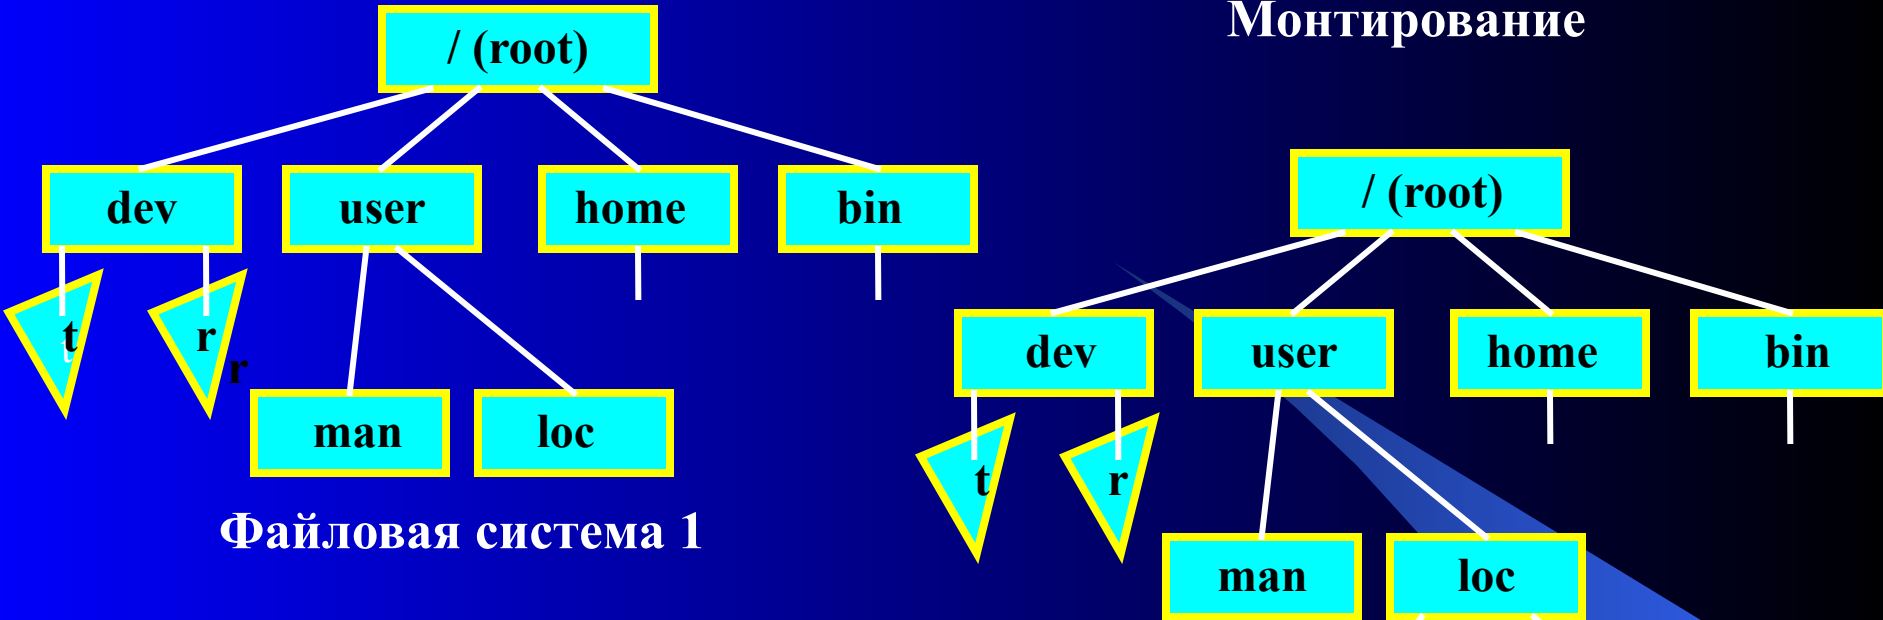 Монтирование
/ (root)
dev user home bin
t t r r
man loc
Файловая система 1
/ (root)
dev user home bin
t r
man loc